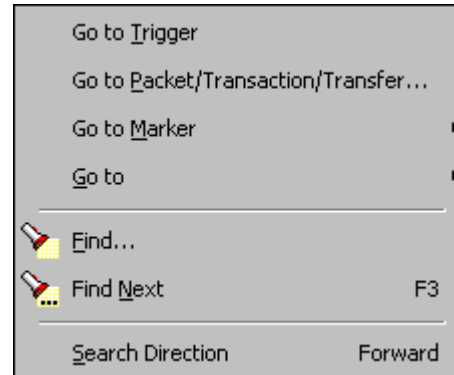 Go to Trigger
Go to Packet/Transaction/Transfer...
Go to Marker
Go to
Find...
Find Next F3
Search Direction Forward